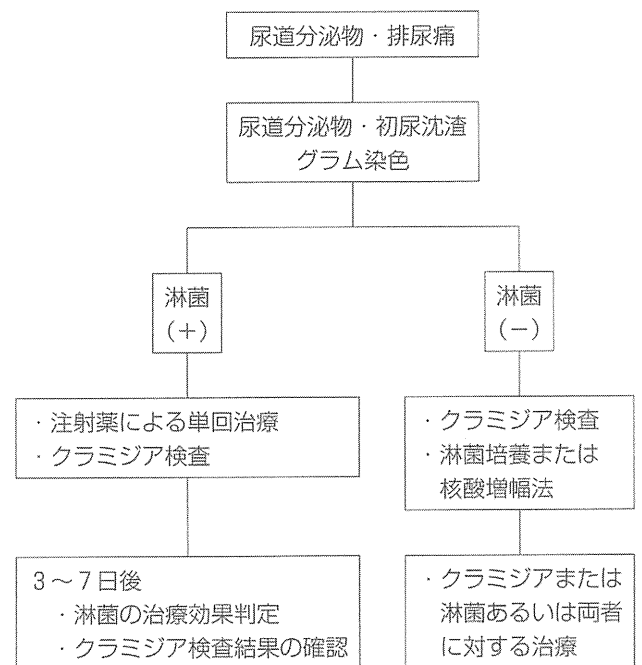 尿道分泌物・排尿痛
尿道分泌物・初尿沈渣
グラム染色
淋菌
(+)
淋菌
(−)
・注射薬による単回治療
・クラミジア検査
・クラミジア検査
・淋菌培養または
核酸増幅法
3〜7日後
・淋菌の治療効果判定
・クラミジア検査結果の確認
・クラミジアまたは
淋菌あるいは両者
に対する治療